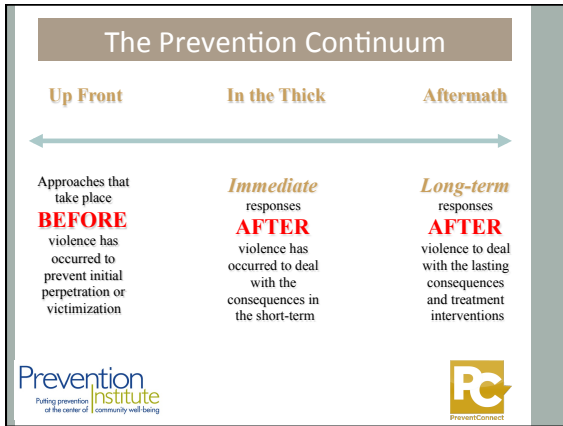 The Prevention Continuum
Up Front
In the Thick
Aftermath
Approaches that
take place
BEFORE
violence has
occurred to
prevent initial
perpetration or
victimization
Immediate
responses
AFTER
violence has
occurred to deal
with the
consequences in
the short-term
Long-term
responses
AFTER
violence to deal
with the lasting
consequences
and treatment
interventions
Prevention
Institute
Putting prevention
at the center of community well-being
PC
PreventConnect